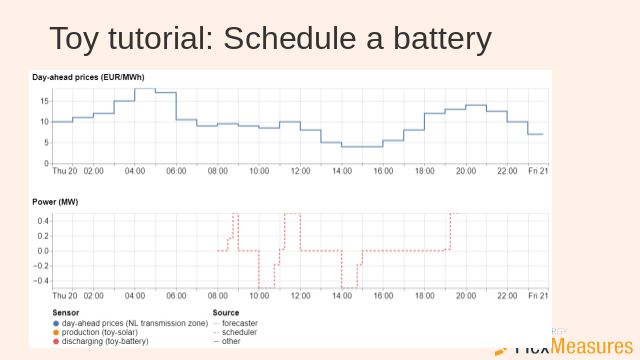 Toy tutorial: Schedule a battery
Day-ahead prices (EUR/MWh)
15
10
5
0
Thu 20 02:00 04:00 06:00 08:00 10:00 12:00 14:00 16:00 18:00 20:00 22:00 Fri 21
Power (MW)
0.4
0.2
0.0
−0.2
−0.4
Thu 20 02:00 04:00 06:00 08:00 10:00 12:00 14:00 16:00 18:00 20:00 22:00 Fri 21
Sensor Source
day-ahead prices (NL transmission zone) forecaster
production (toy-solar) scheduler
discharging (toy-battery) other
Measures